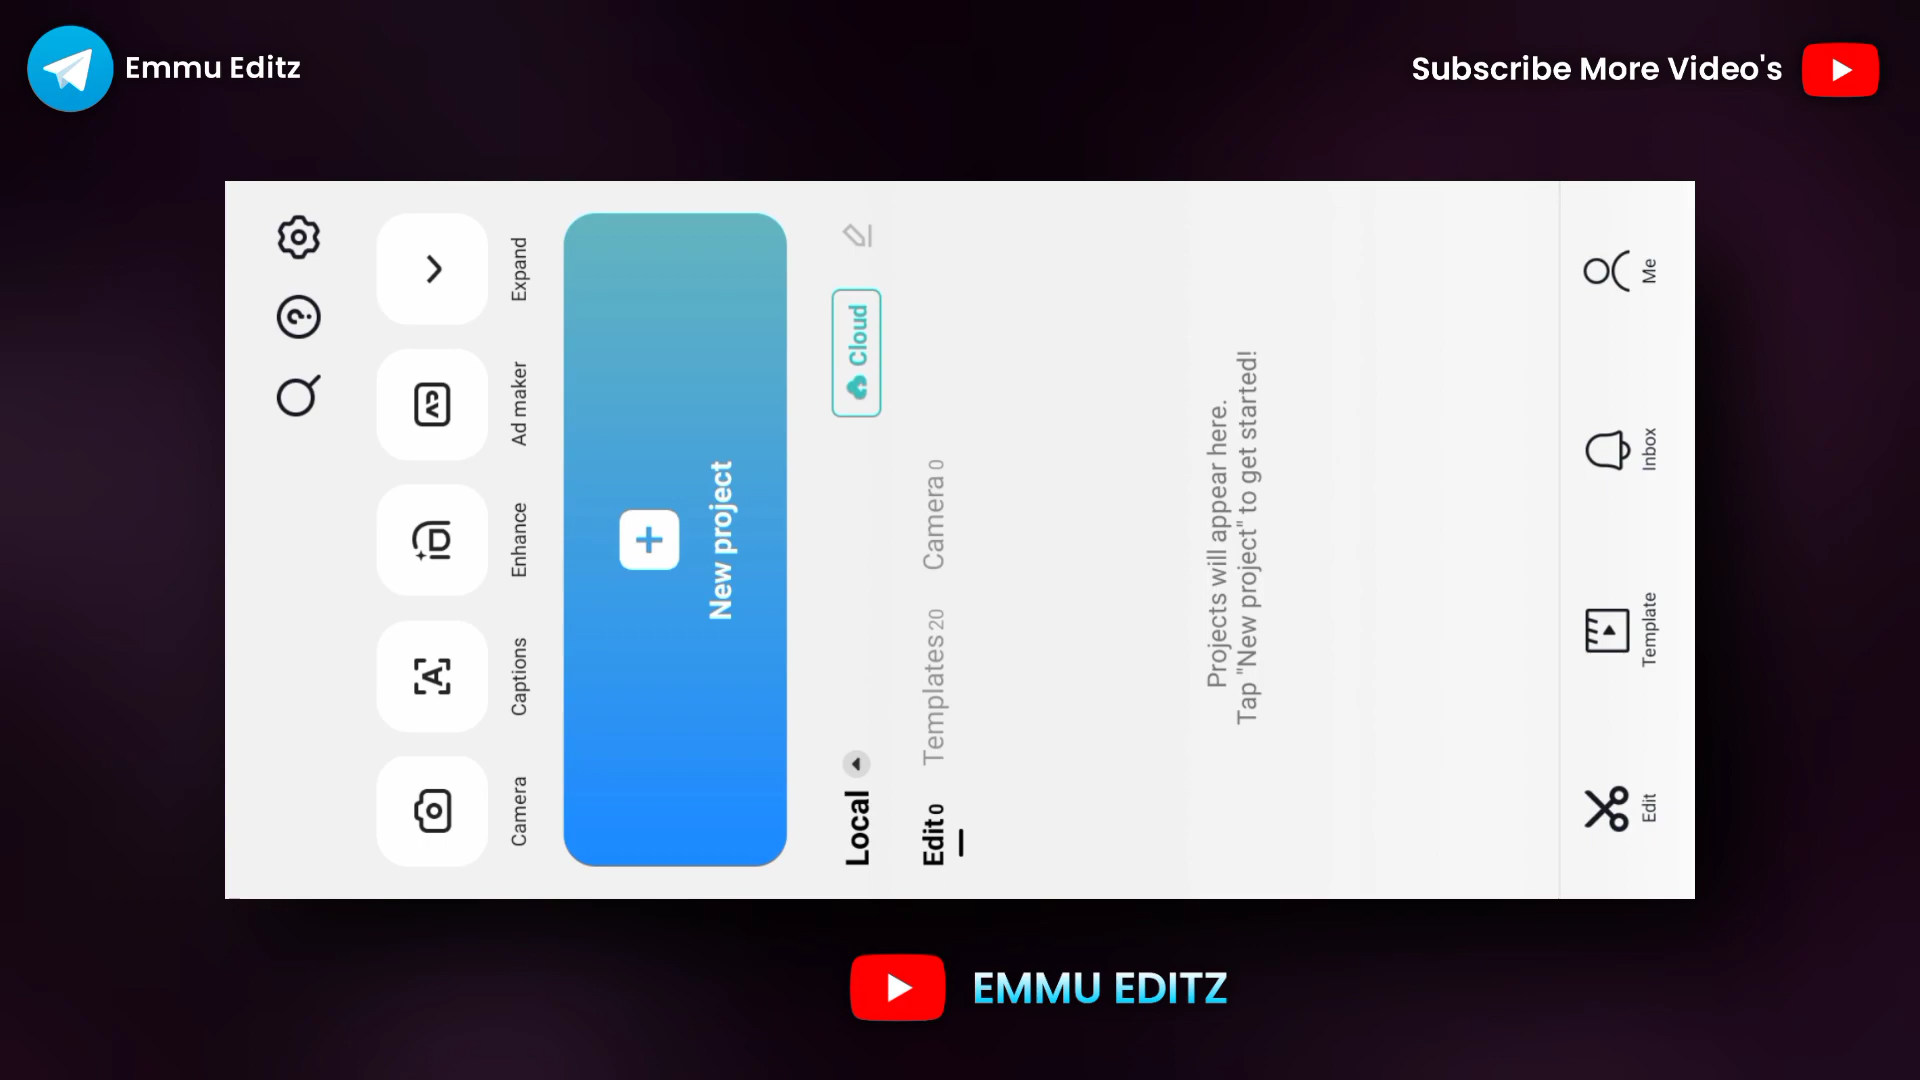 Emmu Editz
Subscribe More Video's
Camera
Captions
Enhance
Ad maker
Expand
New project
Local
Cloud
Edit 0
Templates 20
Camera 0
Projects will appear here.
Tap "New project" to get started!
Edit
Template
Inbox
Me
EMMU EDITZ